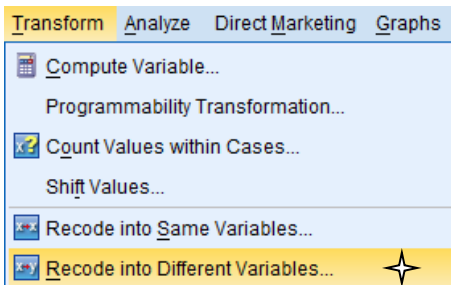 Transform Analyze Direct Marketing Graphs
Compute Variable...
Programmability Transformation...
Count Values within Cases...
Shift Values...
Recode into Same Variables...
Recode into Different Variables...